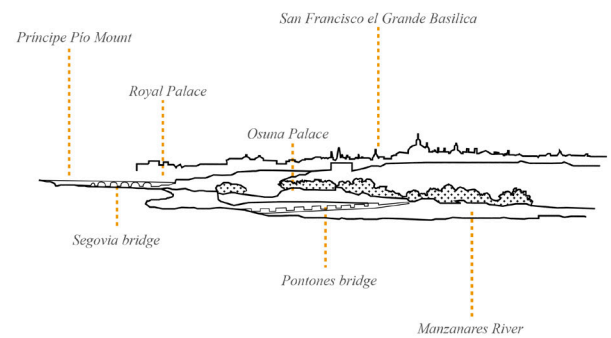 San Francisco el Grande Basilica
Príncipe Pío Mount
Royal Palace
Osuna Palace
Segovia bridge
Pontones bridge
Manzanares River